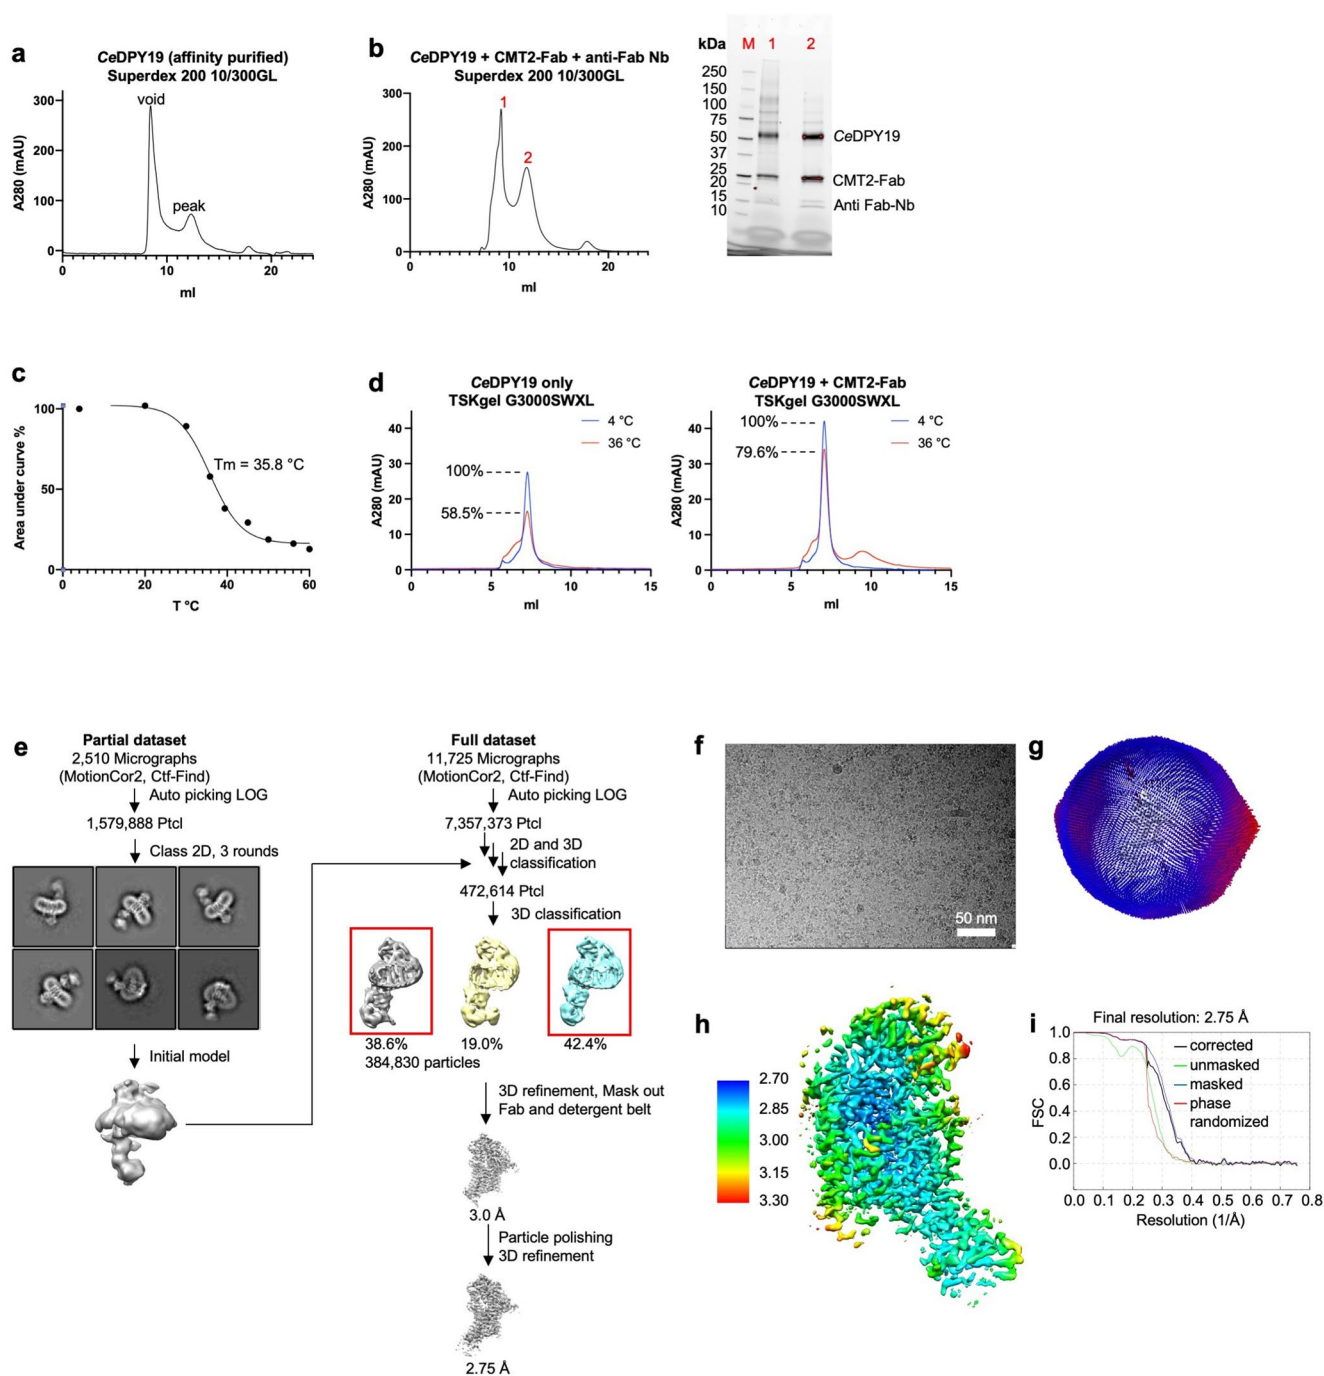 a
CeDPY19 (affinity purified)
Superdex 200 10/300GL
300
200
100
0
A280 (mAU)
void
peak
0
10
20
ml
b
CeDPY19 + CMT2-Fab + anti-Fab Nb
Superdex 200 10/300GL
300
200
100
0
A280 (mAU)
1
2
0
10
20
ml
kDa
M
1
2
250
150
100
75
50
37
25
20
15
10
CeDPY19
CMT2-Fab
Anti Fab-Nb
c
100
50
0
Area under curve %
Tm = 35.8 °C
0
20
40
60
T °C
d
CeDPY19 only
TSKgel G3000SWXL
40
30
20
10
0
A280 (mAU)
4 °C
36 °C
100%
58.5%
0
5
10
15
ml
CeDPY19 + CMT2-Fab
TSKgel G3000SWXL
40
30
20
10
0
A280 (mAU)
100%
79.6%
4 °C
36 °C
0
5
10
15
ml
e
Partial dataset
2,510 Micrographs
(MotionCor2, Ctf-Find)
Auto picking LOG
1,579,888 Ptcl
Class 2D, 3 rounds
Initial model
Full dataset
11,725 Micrographs
(MotionCor2, Ctf-Find)
Auto picking LOG
7,357,373 Ptcl
2D and 3D
classification
472,614 Ptcl
3D classification
38.6%
19.0%
42.4%
384,830 particles
3D refinement, Mask out
Fab and detergent belt
3.0 Å
Particle polishing
3D refinement
2.75 Å
f
50 nm
g
h
2.70
2.85
3.00
3.15
3.30
i
Final resolution: 2.75 Å
1.0
0.8
0.6
0.4
0.2
0.0
FSC
corrected
unmasked
masked
phase
randomized
0.0
0.1
0.2
0.3
0.4
0.5
0.6
0.7
0.8
Resolution (1/Å)